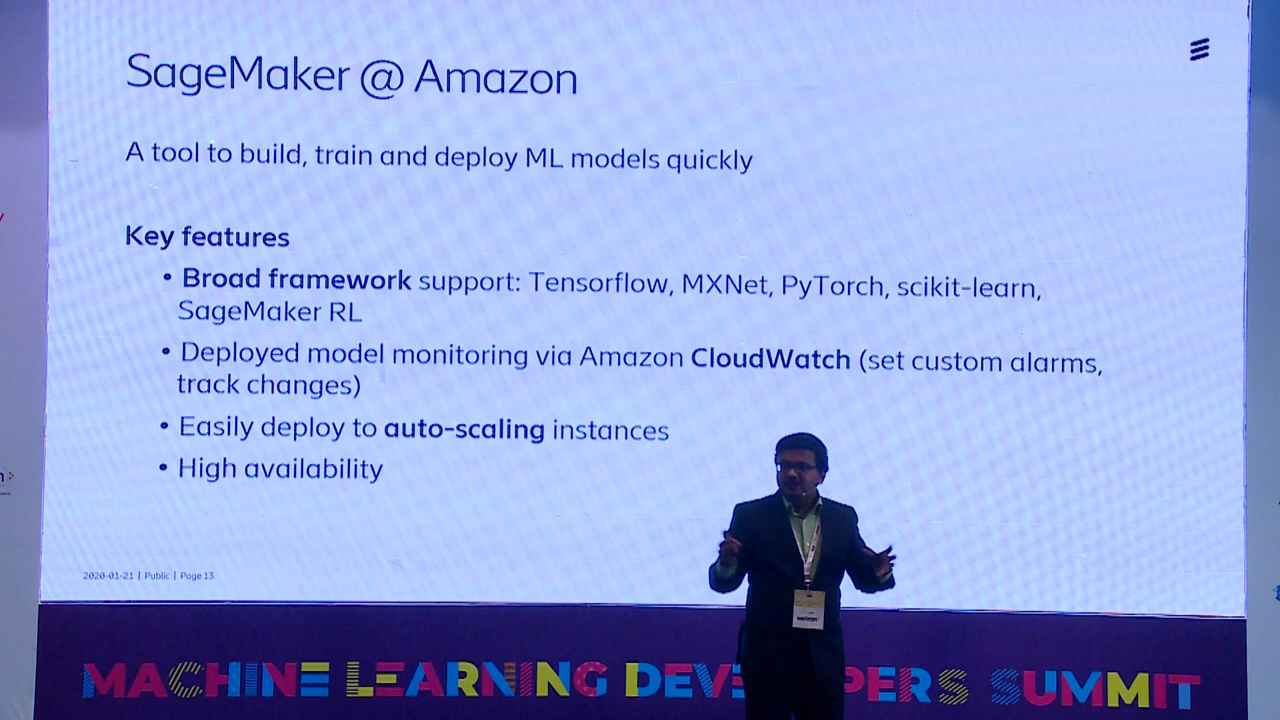 SageMaker @ Amazon
A tool to build, train and deploy ML models quickly
Key features
• Broad framework support: Tensorflow, MXNet, PyTorch, scikit-learn,
SageMaker RL
• Deployed model monitoring via Amazon CloudWatch (set custom alarms,
track changes)
• Easily deploy to auto-scaling instances
• High availability
2020-01-21 | Public | Page 13
verizon
MACHINE LEARNING DEVE PERS SUMMIT